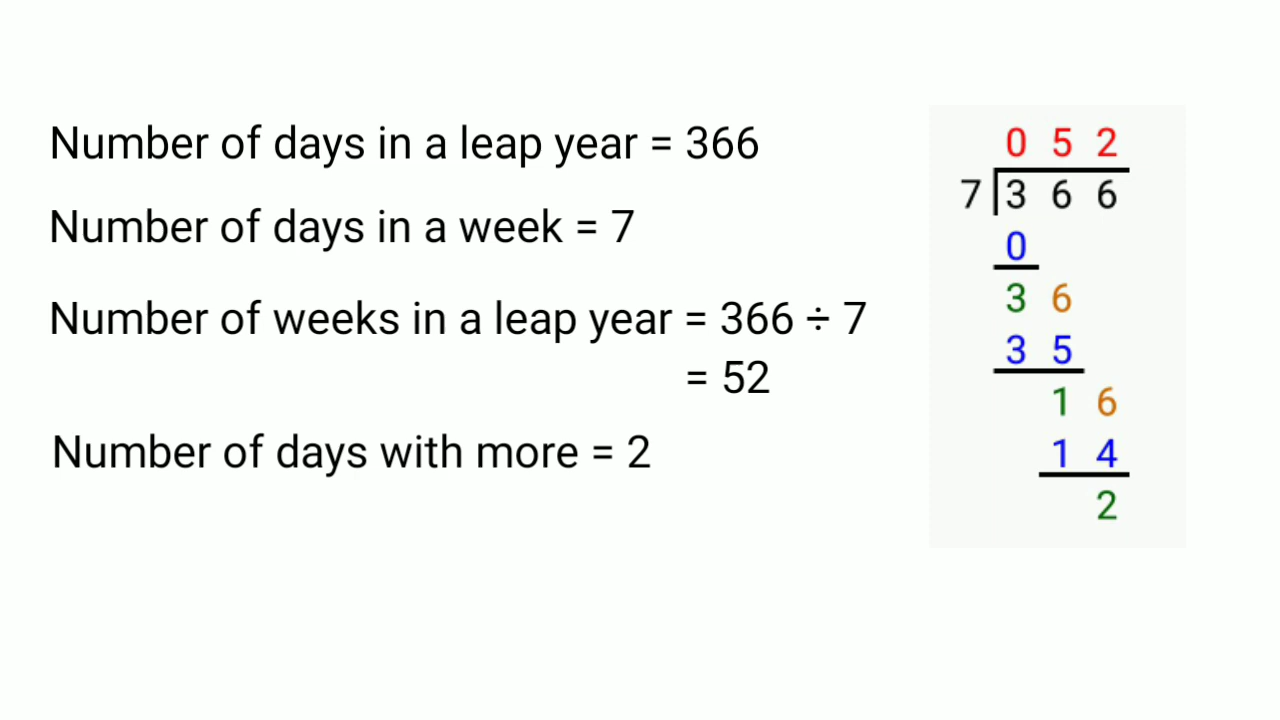 Number of days in a leap year = 366
Number of days in a week = 7
Number of weeks in a leap year = 366 ÷ 7
= 52
Number of days with more = 2
0 5 2
7 3 6 6
0
3 6
3 5
1 6
1 4
2